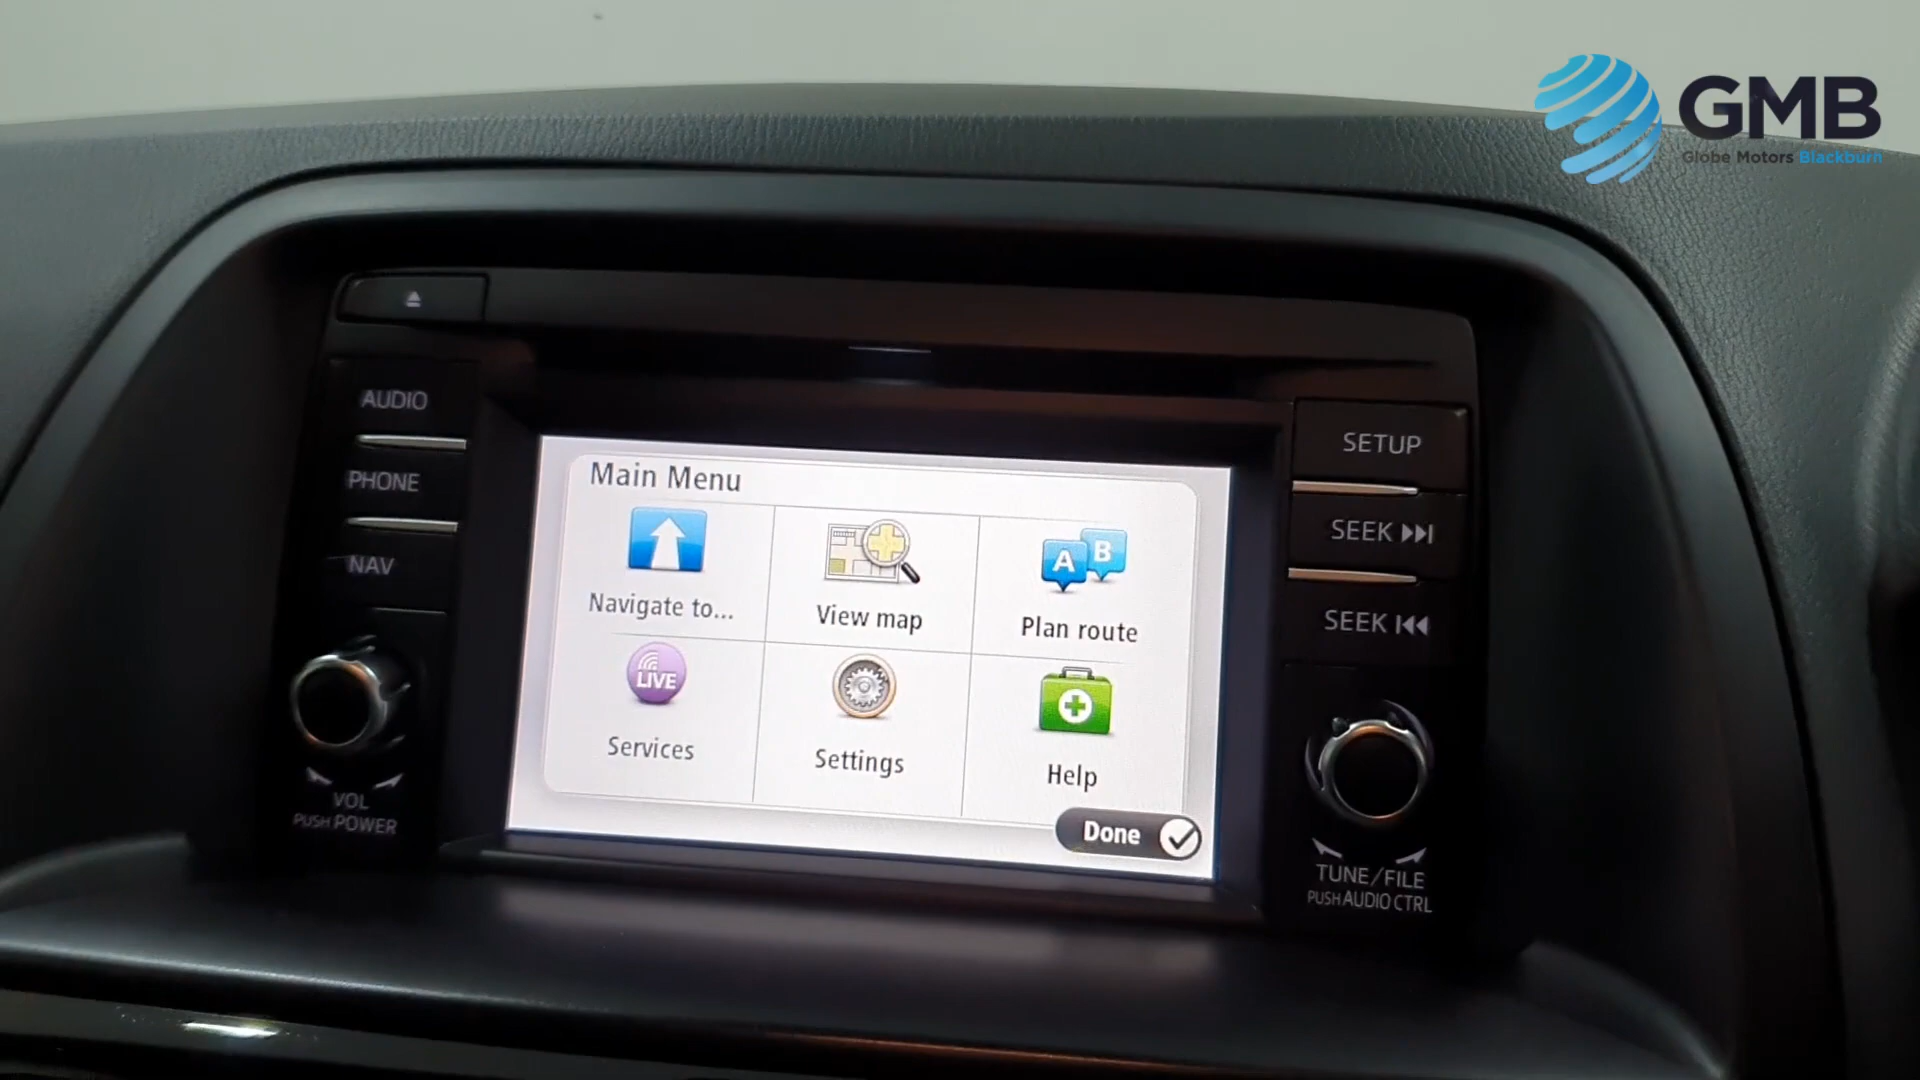 GMB
Globe Motors Blackburn
AUDIO
PHONE
NAV
VOL
PUSH POWER
Main Menu
Navigate to...
View map
A B
Plan route
LIVE
Services
Settings
Help
Done
SETUP
SEEK
SEEK
TUNE/FILE
PUSH AUDIO CTRL